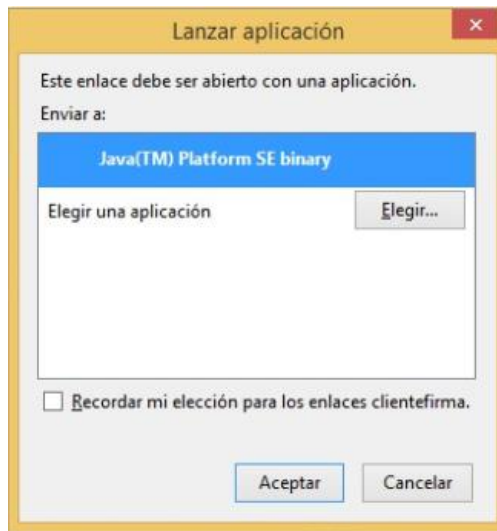 Lanzar aplicación
Este enlace debe ser abierto con una aplicación.
Enviar a:
Java(TM) Platform SE binary
Elegir una aplicación
Elegir...
Recordar mi elección para los enlaces clientefirma.
Aceptar
Cancelar